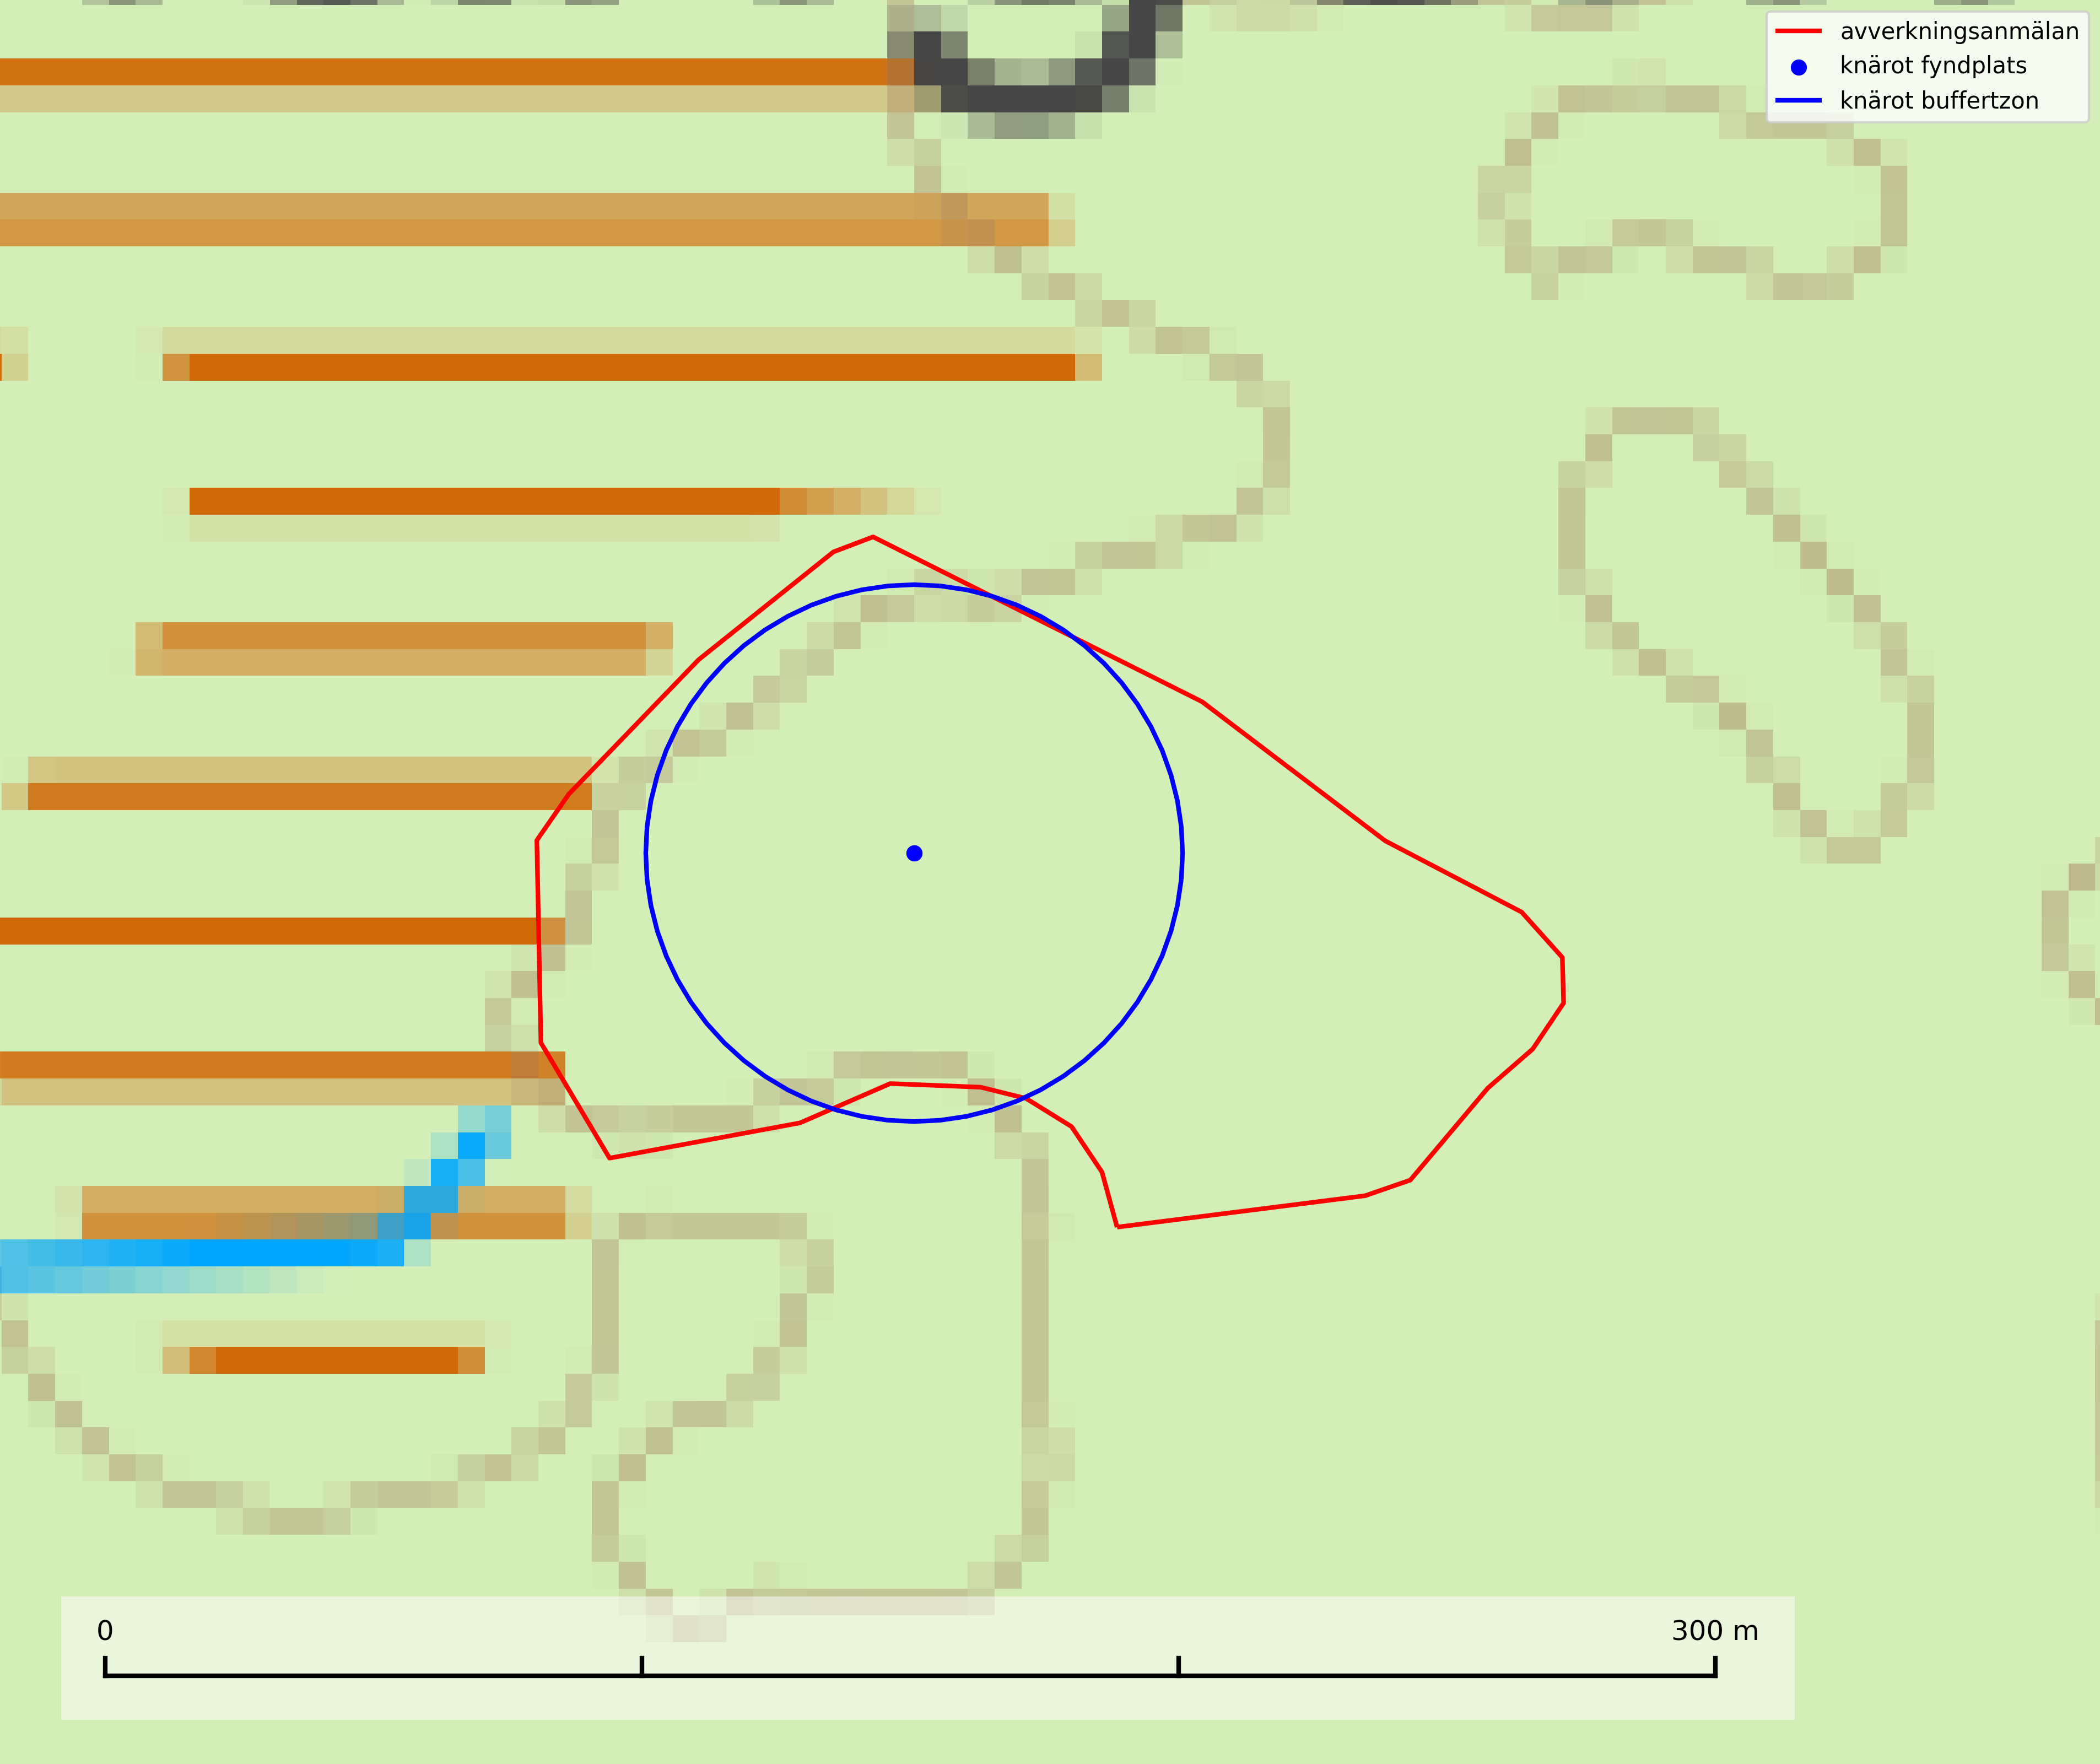 avverkningsanmälan
knärot fyndplats
knärot buffertzon
0 300 m